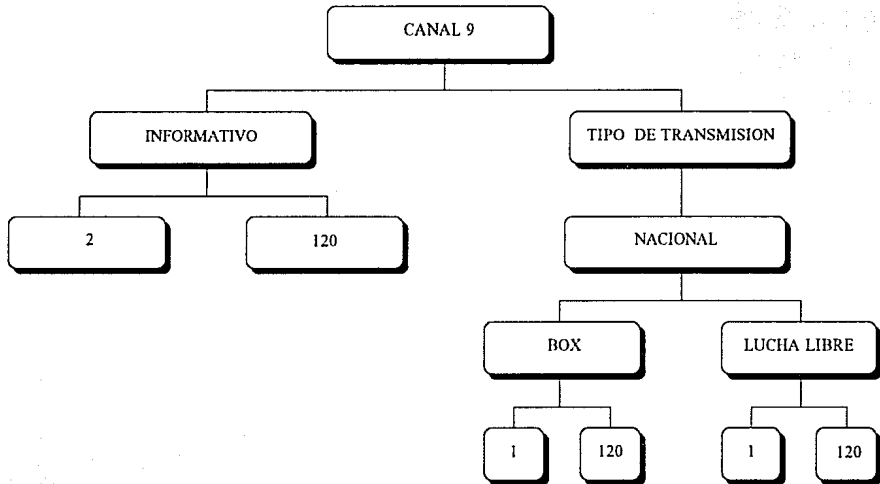 CANAL 9
INFORMATIVO
TIPO DE TRANSMISION
2
120
NACIONAL
BOX
LUCHA LIBRE
1
120
1
120